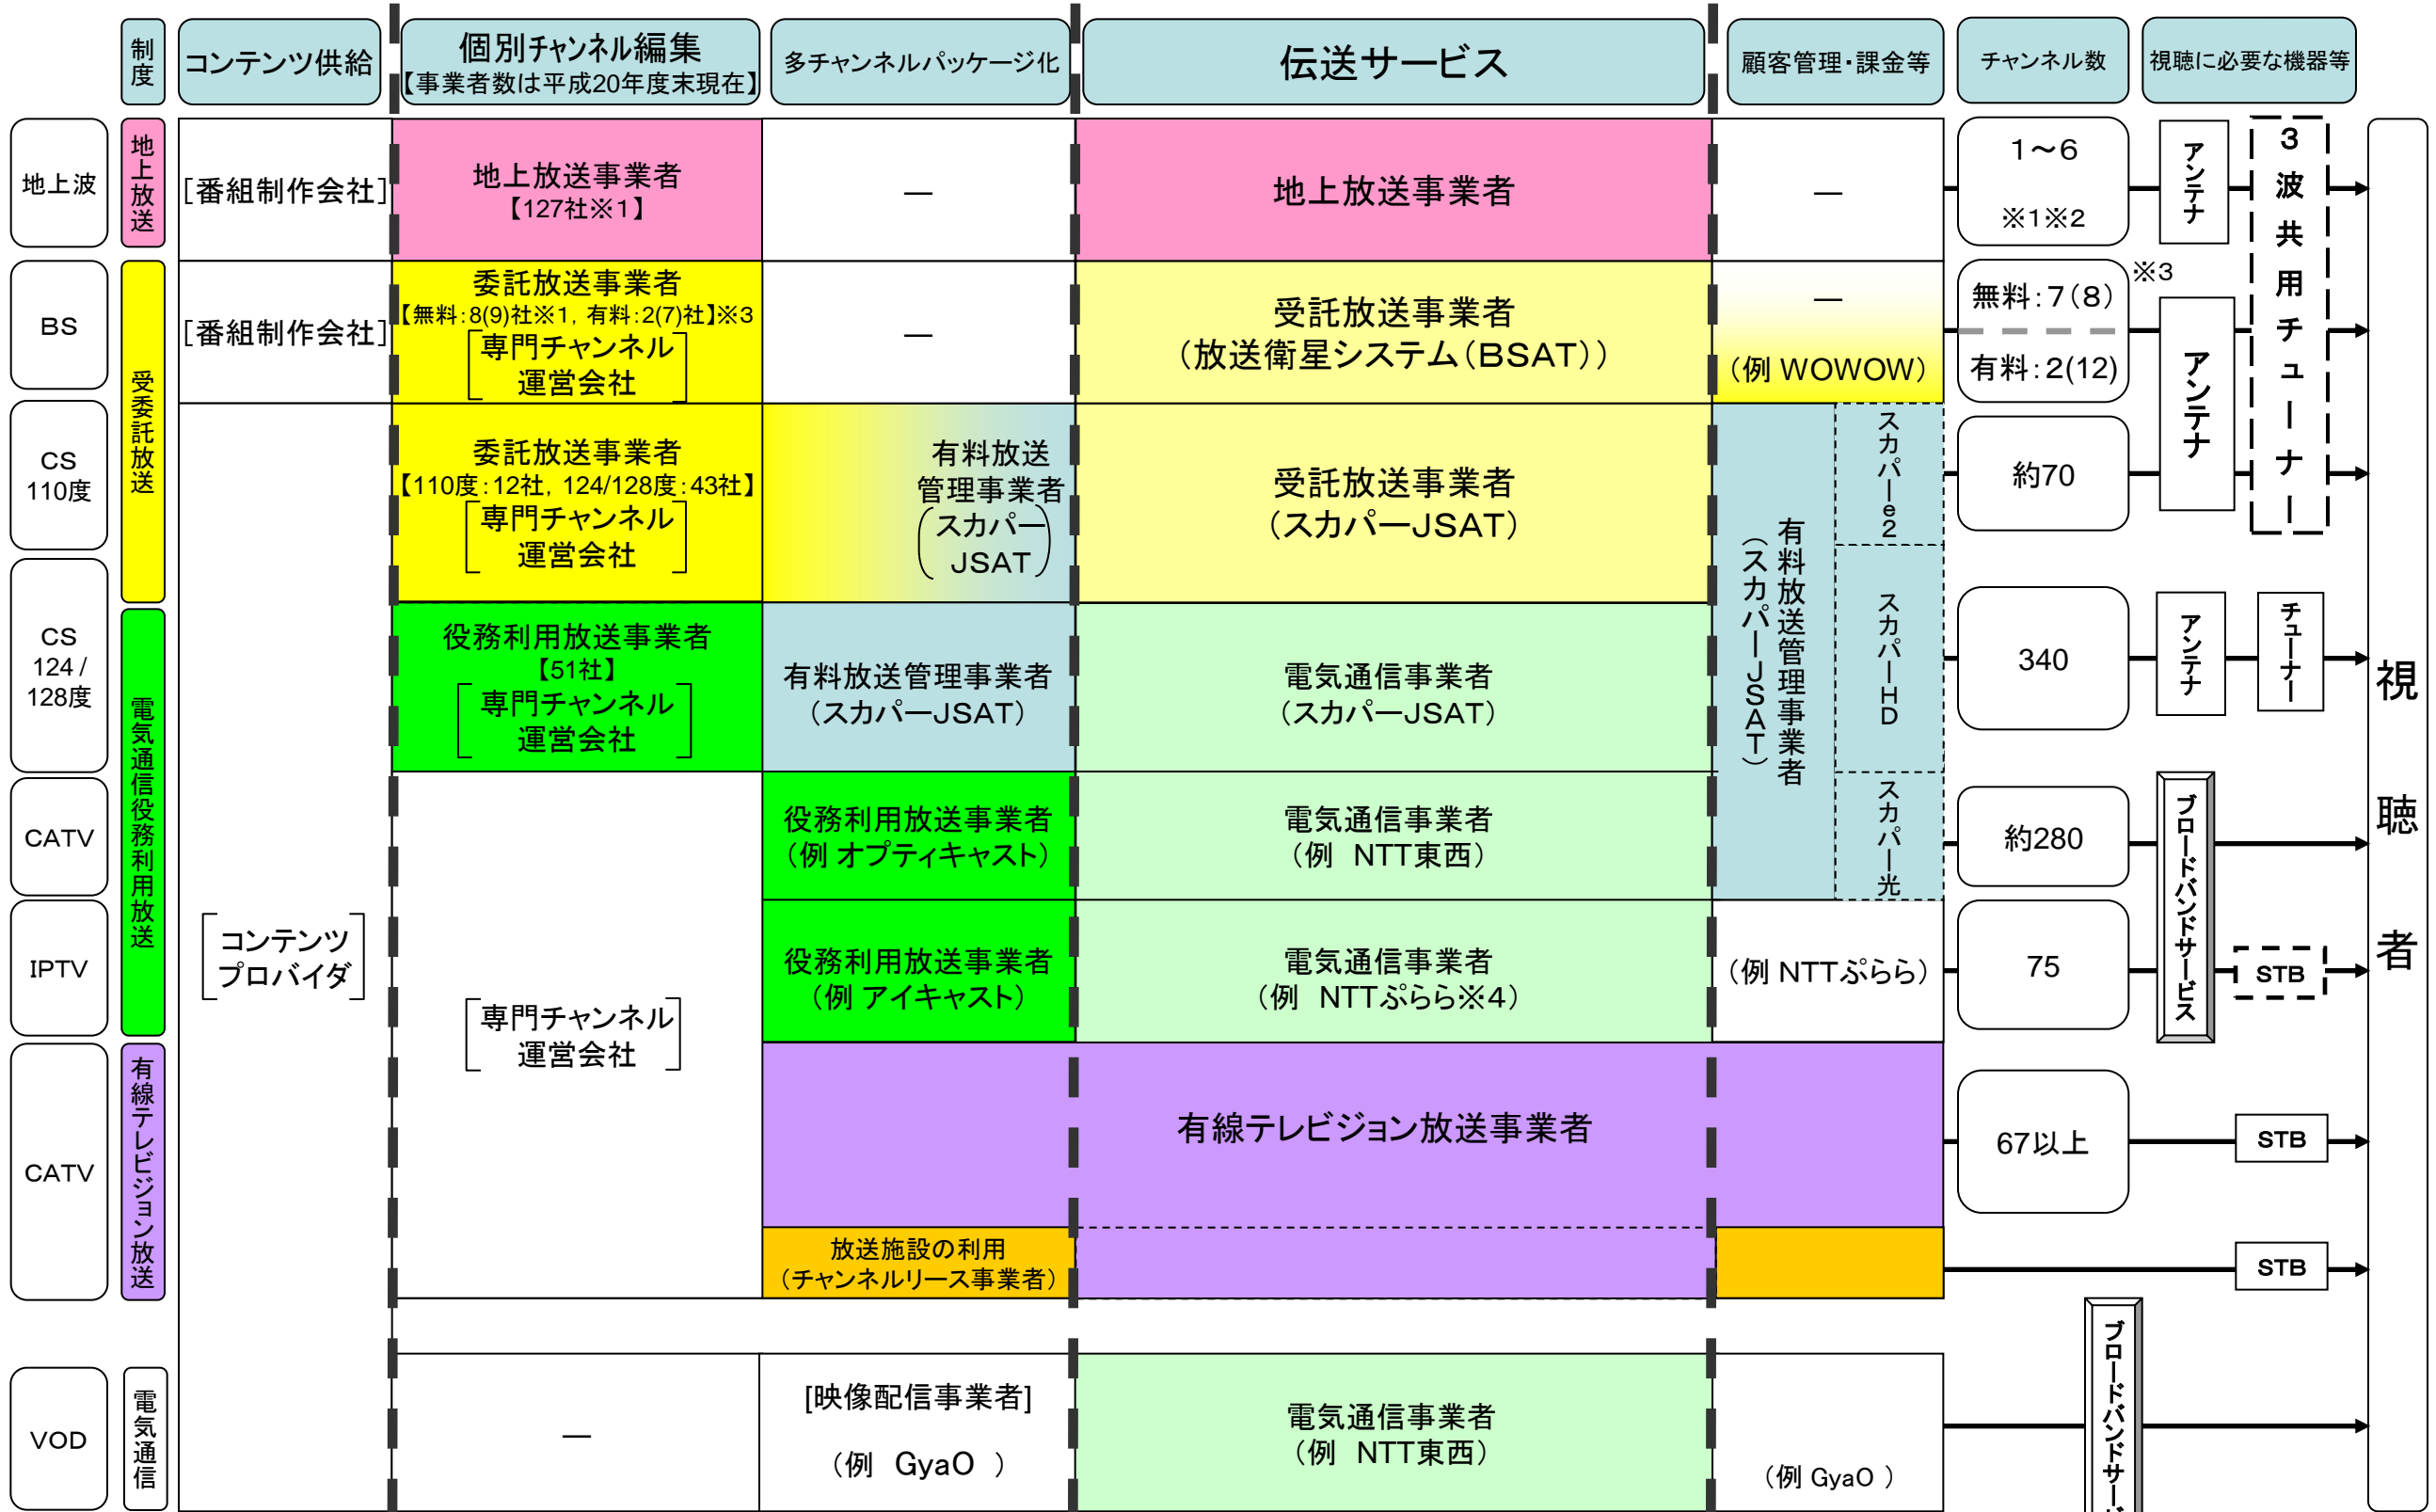 制度
コンテンツ供給
個別チャンネル編集
【事業者数は平成20年度末現在】
多チャンネルパッケージ化
伝送サービス
顧客管理・課金等
チャンネル数
視聴に必要な機器等
地上波
地上放送
[番組制作会社]
地上放送事業者
【127社※1】
―
地上放送事業者
―
1～6
※1※2
アンテナ
3波共用チューナー
BS
受委託放送
[番組制作会社]
委託放送事業者
【無料：8(9)社※1，有料：2(7)社】※3
専門チャンネル
運営会社
―
受託放送事業者
（放送衛星システム（BSAT））
―
（例 WOWOW）
無料：7（8）
※3
有料：2(12)
アンテナ
CS
110度
委託放送事業者
【110度：12社，124/128度：43社】
専門チャンネル
運営会社
有料放送
管理事業者
（スカパー
JSAT）
受託放送事業者
（スカパーJSAT）
有料放送管理事業者
（スカパーJSAT）
スカパーe2
約70
CS
124 /
128度
電気通信役務利用放送
役務利用放送事業者
【51社】
専門チャンネル
運営会社
有料放送管理事業者
（スカパーJSAT）
電気通信事業者
（スカパーJSAT）
スカパーHD
340
アンテナ
チューナー
視聴者
CATV
役務利用放送事業者
（例 オプティキャスト）
電気通信事業者
（例　NTT東西）
スカパー光
約280
ブロードバンドサービス
IPTV
コンテンツ
プロバイダ
専門チャンネル
運営会社
役務利用放送事業者
（例 アイキャスト）
電気通信事業者
（例　NTTぷらら※4）
（例 NTTぷらら）
75
STB
CATV
有線テレビジョン放送
有線テレビジョン放送事業者
67以上
STB
放送施設の利用
（チャンネルリース事業者）
STB
VOD
電気通信
―
[映像配信事業者]
（例　GyaO　）
電気通信事業者
（例　NTT東西）
（例 GyaO ）
ブロードバンドサー